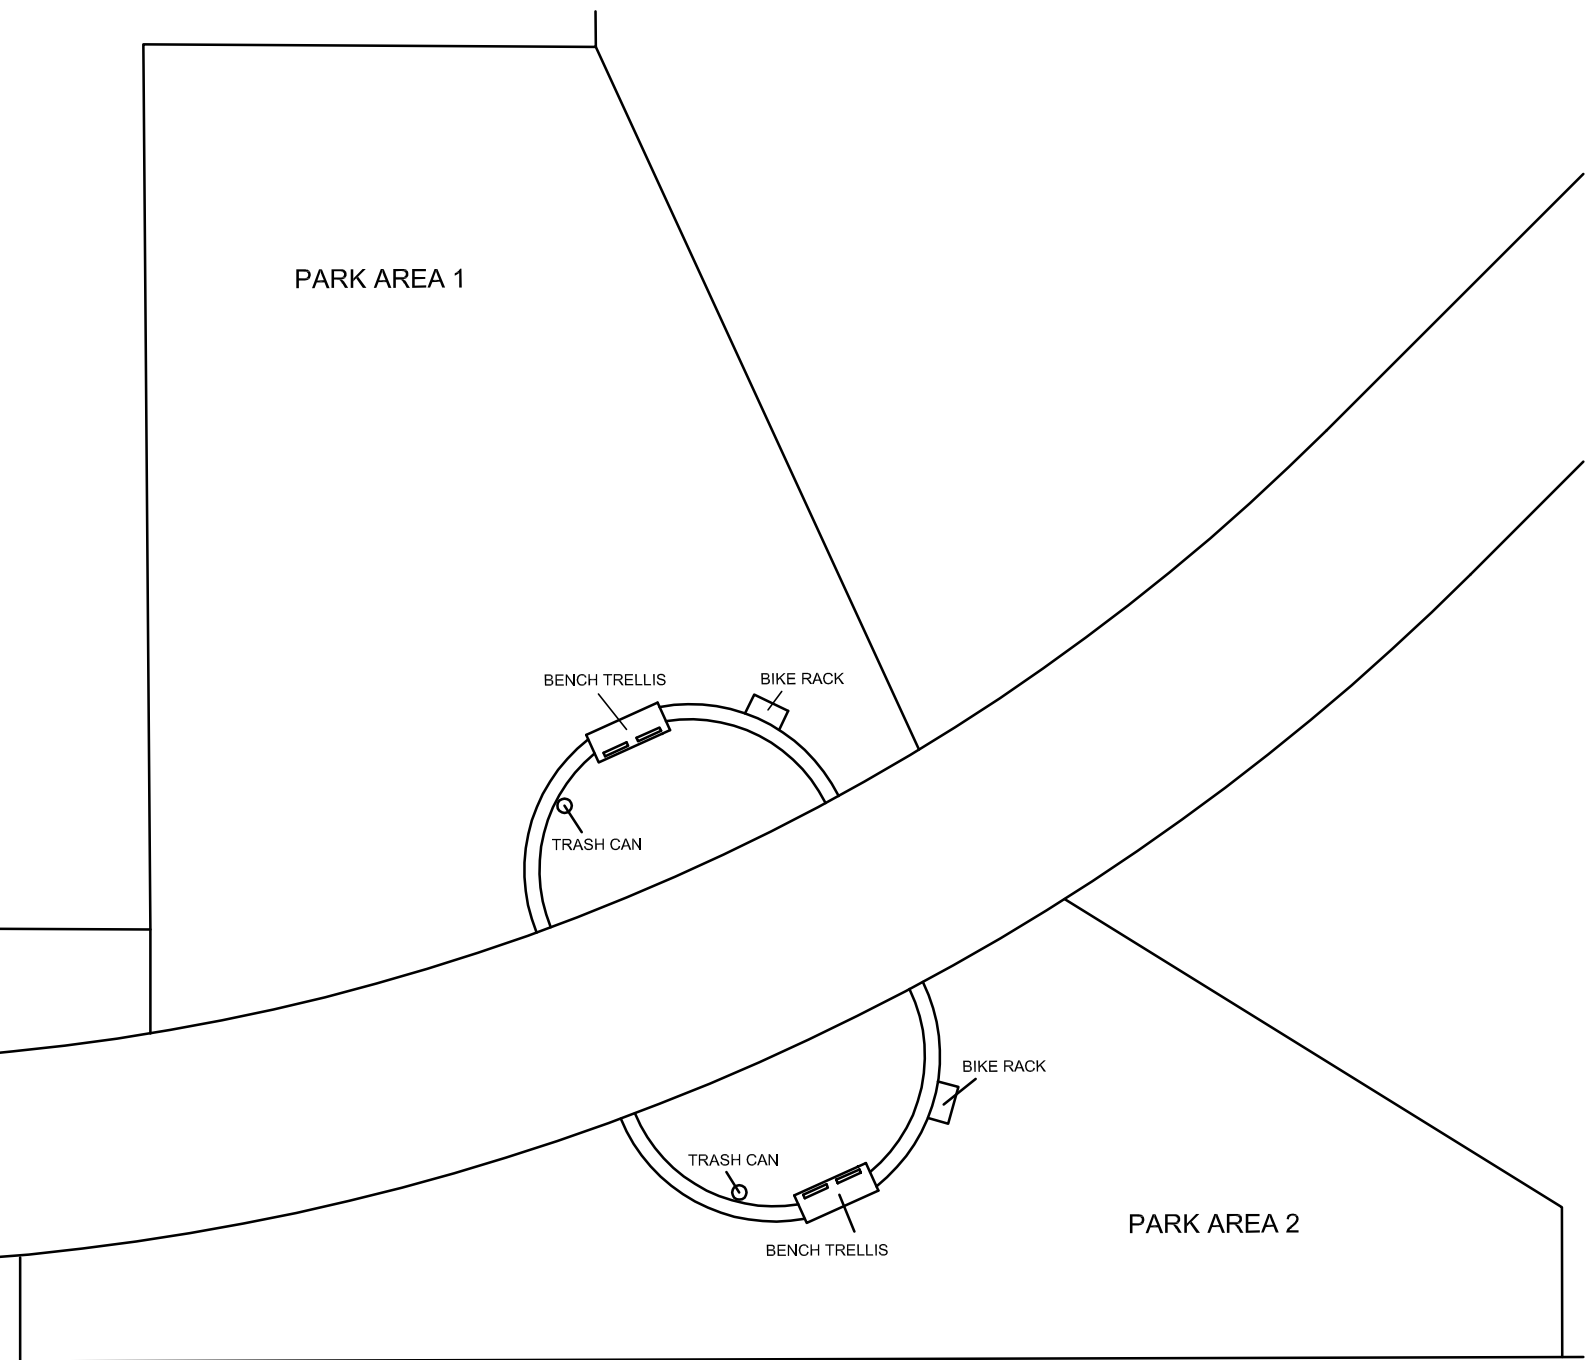 PARK AREA 1
BENCH TRELLIS
BIKE RACK
TRASH CAN
BIKE RACK
TRASH CAN
PARK AREA 2
BENCH TRELLIS